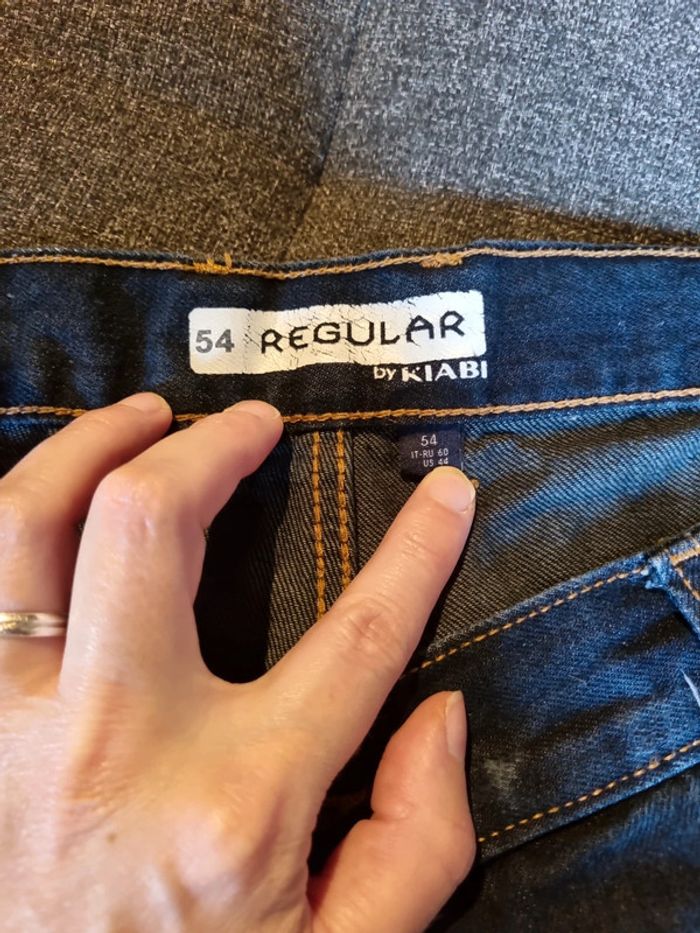 54 REGULAR
by KIABI
54
IT-RU 60
US 44